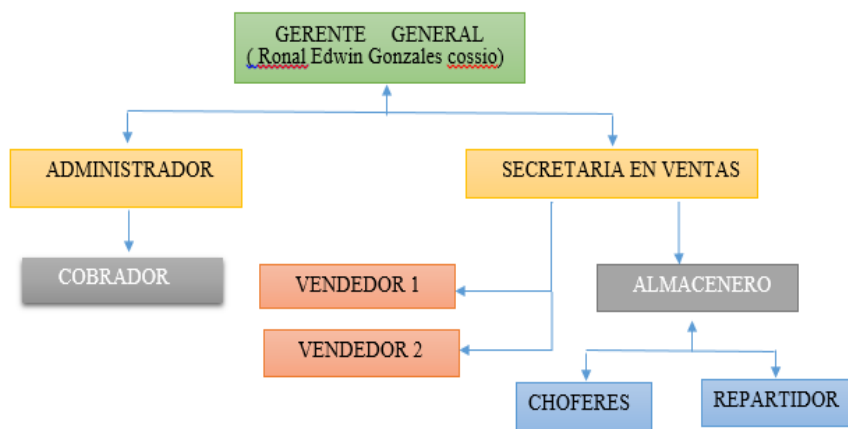 GERENTE GENERAL
( Ronal Edwin Gonzales cossio)
ADMINISTRADOR
SECRETARIA EN VENTAS
COBRADOR
VENDEDOR 1
ALMACENERO
VENDEDOR 2
CHOFERES
REPARTIDOR